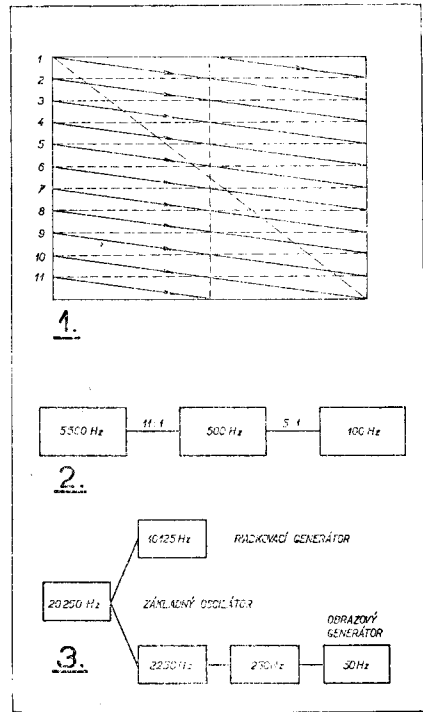 1
2
3
4
5
6
7
8
9
10
11
1.
5500 Hz
11:1
500 Hz
5:1
100 Hz
2.
10125 Hz
RIADKOVACÍ GENERÁTOR
20250 Hz
ZÁKLADNÝ OSCILÁTOR
OBRAZOVÝ
GENERÁTOR
2250 Hz
250 Hz
50 Hz
3.